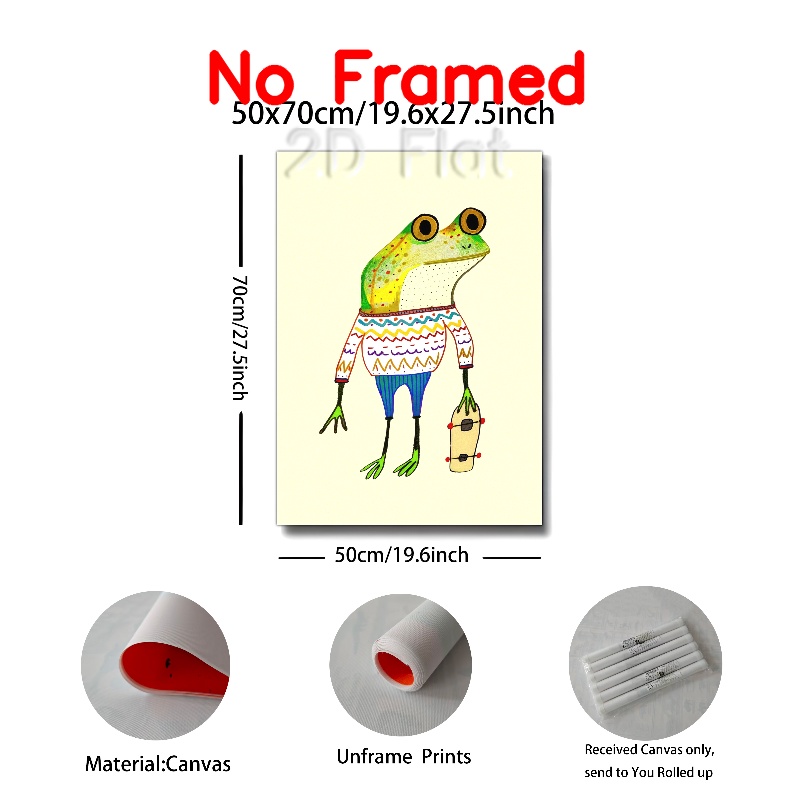 No Framed
50x70cm/19.6x27.5inch
2D Flat
70cm/27.5inch
50cm/19.6inch
Material:Canvas
Unframe Prints
Received Canvas only,
send to You Rolled up